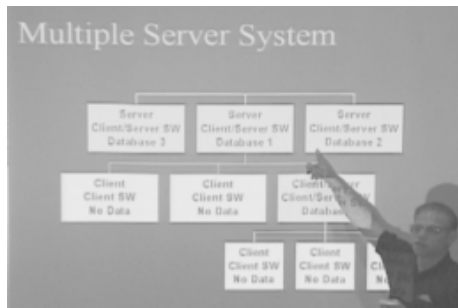 Multiple Server System
Server
Client/Server SW
Database 3
Server
Client/Server SW
Database 1
Server
Client/Server SW
Database 2
Client
Client SW
No Data
Client
Client SW
No Data
Client/Server
Client/Server SW
Database
Client
Client SW
No Data
Client
Client SW
No Data